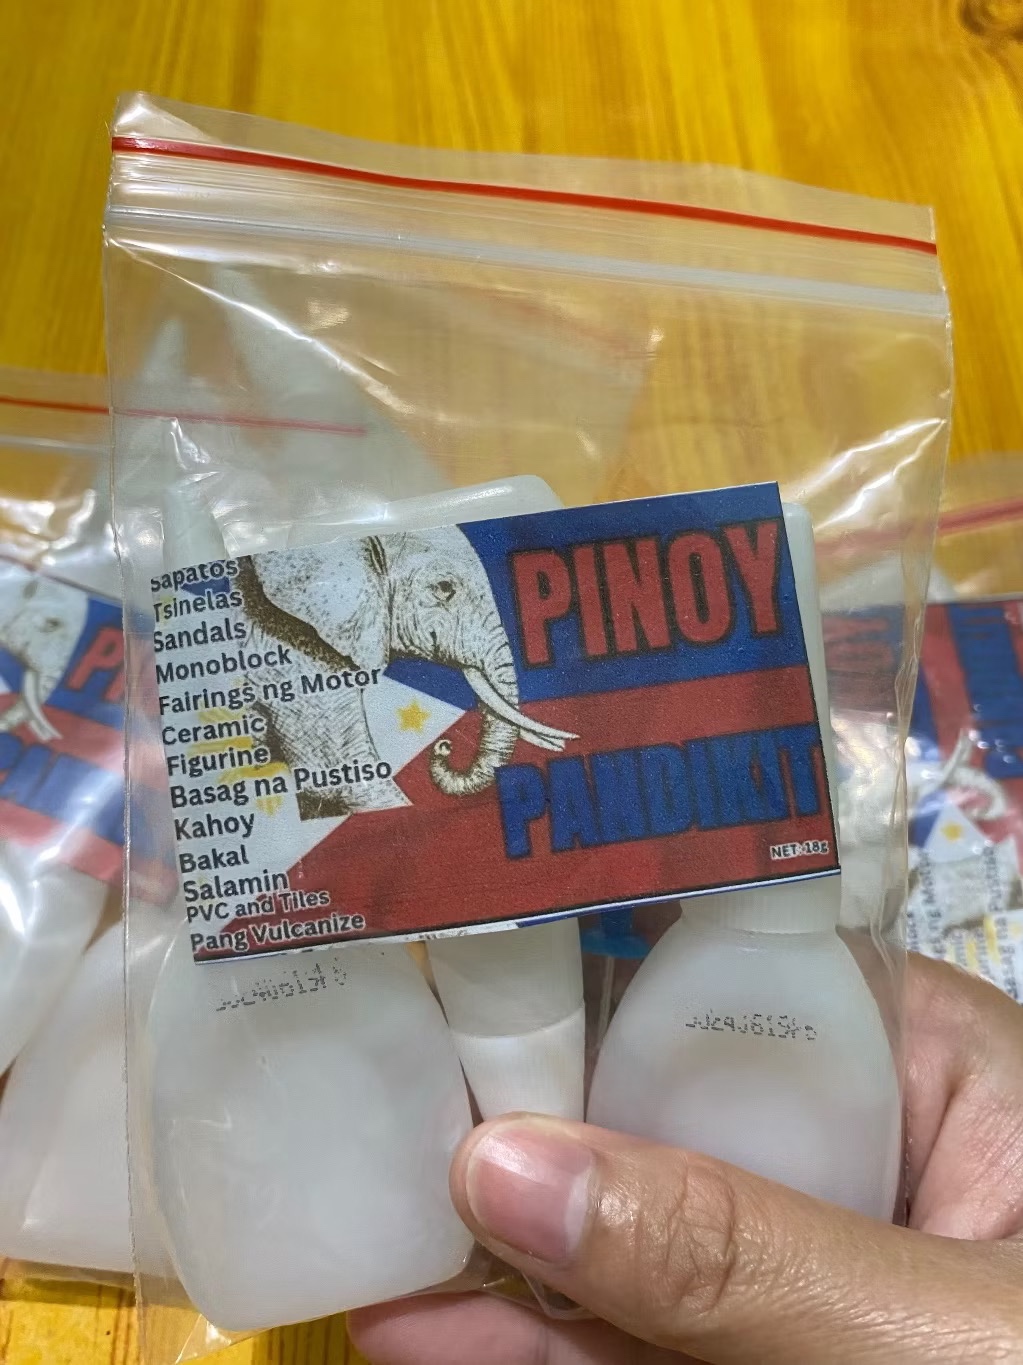 Sapatos
Tsinelas
Sandals
Monoblock
Fairings ng Motor
Ceramic
Figurine
Basag na Pustiso
Kahoy
Bakal
Salamin
PVC and Tiles
Pang Vulcanize
PINOY
PANDIKIT
NET: 18g